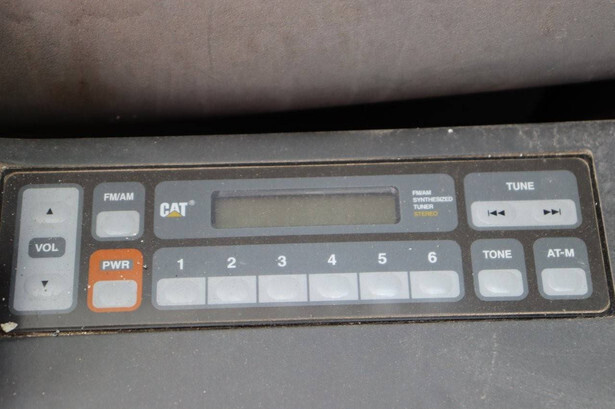 FM/AM
CAT®
FM/AM
SYNTHESIZED
TUNER
STEREO
TUNE
VOL
PWR
1 2 3 4 5 6
TONE
AT-M